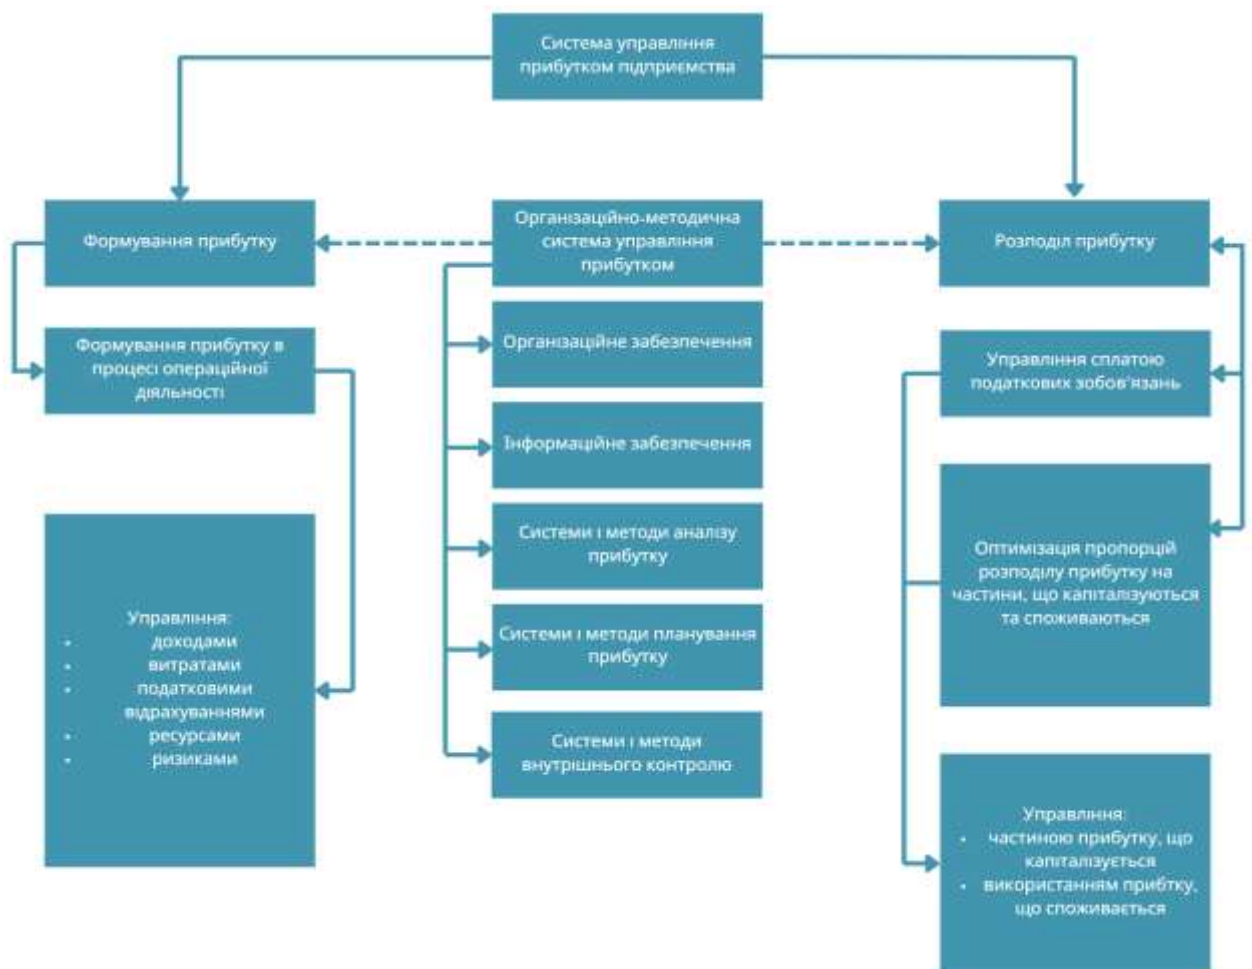 Система управління
прибутком підприємства
Формування прибутку
Організаційно-методична
система управління
прибутком
Розподіл прибутку
Формування прибутку в
процесі операційної
діяльності
Організаційне забезпечення
Управління сплатою
податкових зобов'язань
Інформаційне забезпечення
Системи і методи аналізу
прибутку
Оптимізація пропорцій
розподілу прибутку на
частини, що капіталізуються
та споживаються
Управління:
• доходами
• витратами
• податковими
відрахуваннями
• ресурсами
• ризиками
Системи і методи планування
прибутку
Системи і методи
внутрішнього контролю
Управління:
• частиною прибутку, що
капіталізується
• використанням прибтку,
що споживається